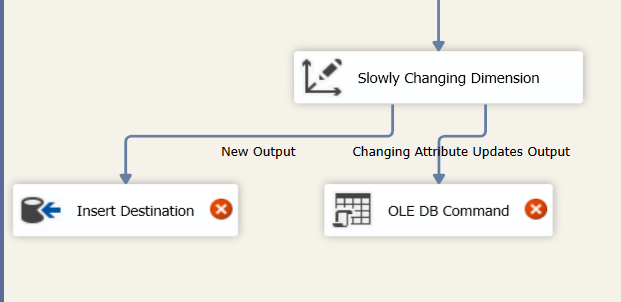 Slowly Changing Dimension
New Output
Changing Attribute Updates Output
Insert Destination
OLE DB Command